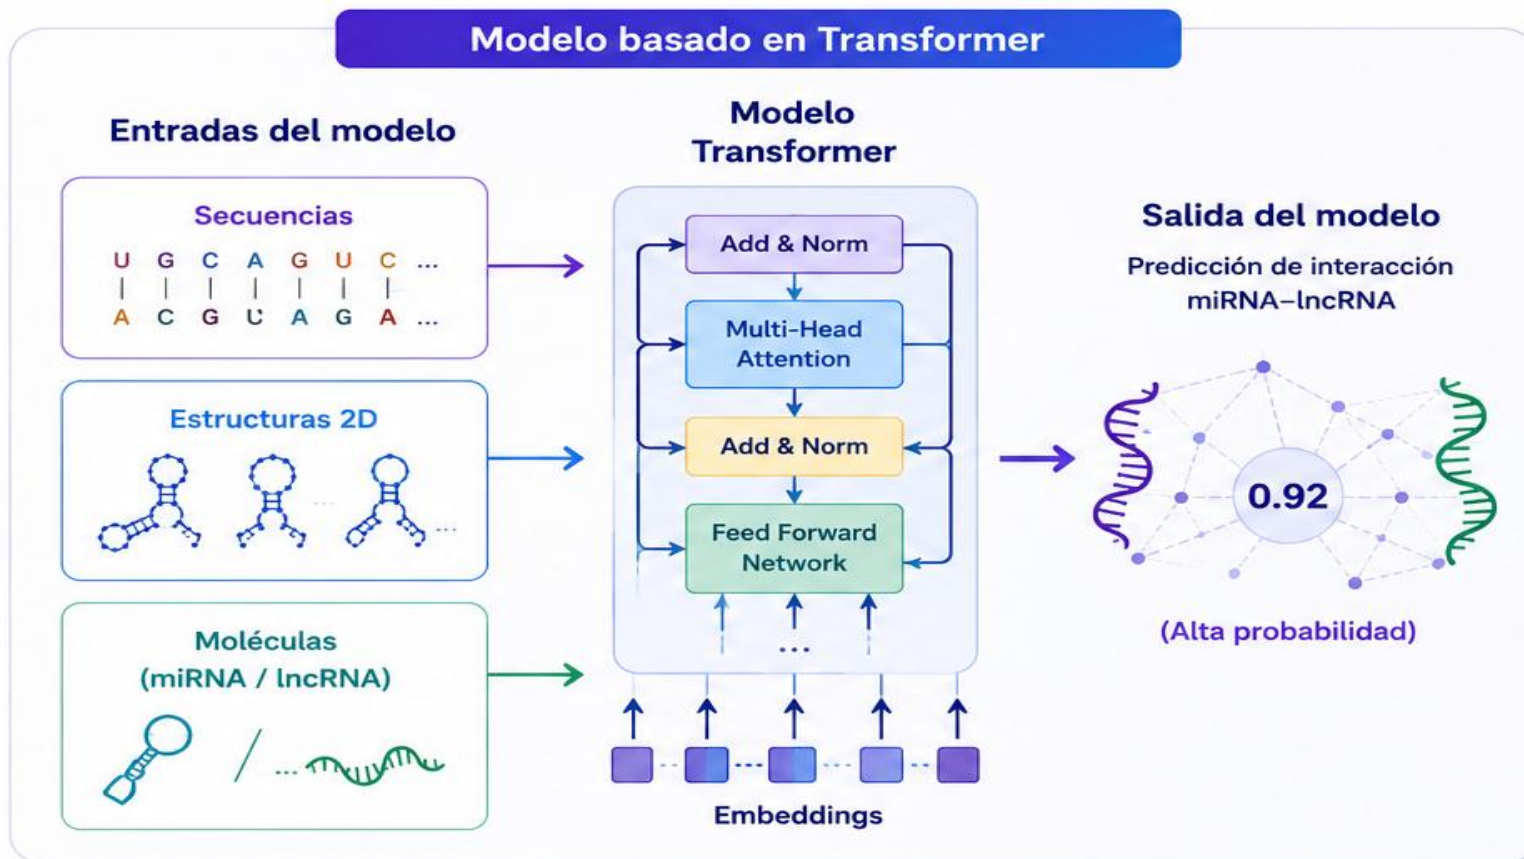 Modelo basado en Transformer
Entradas del modelo
Secuencias
U G C A G U C ...
A C G U A G A ...
Estructuras 2D
...
...
Moléculas
(miRNA / lncRNA)
/ ...
Modelo
Transformer
Add & Norm
Multi-Head
Attention
Add & Norm
Feed Forward
Network
...
Embeddings
Salida del modelo
Predicción de interacción
miRNA–lncRNA
0.92
(Alta probabilidad)